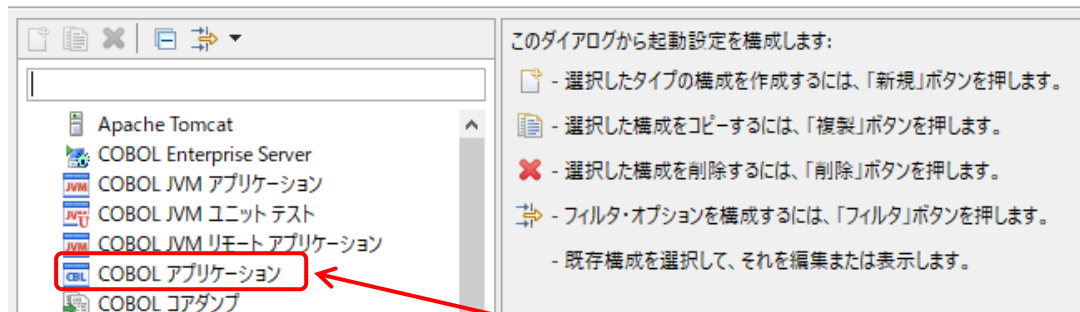 このダイアログから起動設定を構成します:
- 選択したタイプの構成を作成するには、「新規」ボタンを押します。
- 選択した構成をコピーするには、「複製」ボタンを押します。
- 選択した構成を削除するには、「削除」ボタンを押します。
- フィルタ・オプションを構成するには、「フィルタ」ボタンを押します。
- 既存構成を選択して、それを編集または表示します。
Apache Tomcat
COBOL Enterprise Server
JVM COBOL JVM アプリケーション
JVM U COBOL JVM ユニット テスト
JVM COBOL JVM リモート アプリケーション
CBL COBOL アプリケーション
COBOL コアダンプ